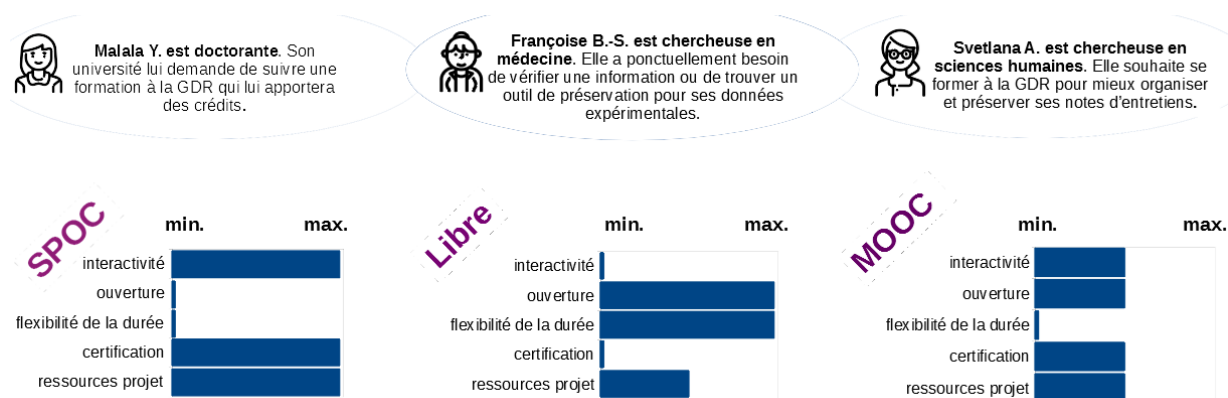 Malala Y. est doctorante. Son
université lui demande de suivre une
formation à la GDR qui lui apportera
des crédits.
Françoise B.-S. est chercheuse en
médecine. Elle a ponctuellement besoin
de vérifier une information ou de trouver un
outil de préservation pour ses données
expérimentales.
Svetlana A. est chercheuse en
sciences humaines. Elle souhaite se
former à la GDR pour mieux organiser
et préserver ses notes d'entretiens.
SPOC
min. max.
interactivité
ouverture
flexibilité de la durée
certification
ressources projet
Libre
min. max.
interactivité
ouverture
flexibilité de la durée
certification
ressources projet
MOOC
min. max.
interactivité
ouverture
flexibilité de la durée
certification
ressources projet